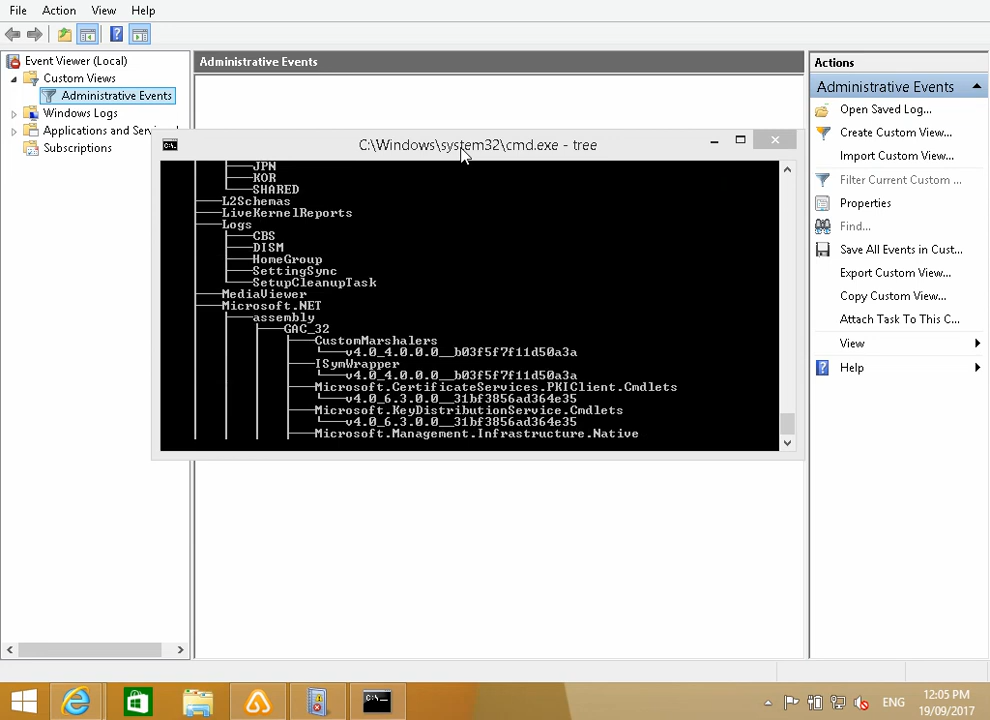 File Action View Help
Event Viewer (Local)
Custom Views
Administrative Events
Windows Logs
Applications and Servi
Subscriptions
Administrative Events
C:\Windows\system32\cmd.exe - tree
JPN
KOR
SHARED
L2Schemas
LiveKernelReports
Logs
CBS
DISM
HomeGroup
SettingSync
SetupCleanupTask
MediaViewer
Microsoft.NET
assembly
GAC_32
CustomMarshalers
v4.0_4.0.0.0__b03f5f7f11d50a3a
ISymWrapper
v4.0_4.0.0.0__b03f5f7f11d50a3a
Microsoft.CertificateServices.PKIClient.Cmdlets
v4.0_6.3.0.0__31bf3856ad364e35
Microsoft.KeyDistributionService.Cmdlets
v4.0_6.3.0.0__31bf3856ad364e35
Microsoft.Management.Infrastructure.Native
Actions
Administrative Events
Open Saved Log...
Create Custom View...
Import Custom View...
Filter Current Custom ...
Properties
Find...
Save All Events in Cust...
Export Custom View...
Copy Custom View...
Attach Task To This C...
View
Help
ENG
12:05 PM
19/09/2017